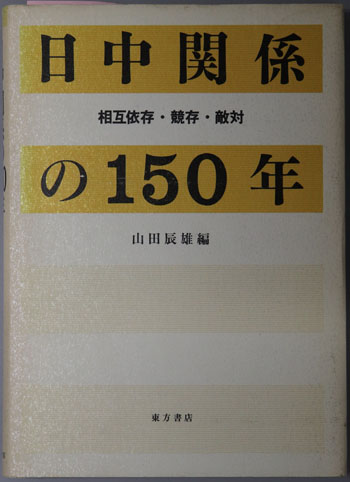 日中関係
相互依存・競存・敵対
の150年
山田辰雄編
東方書店